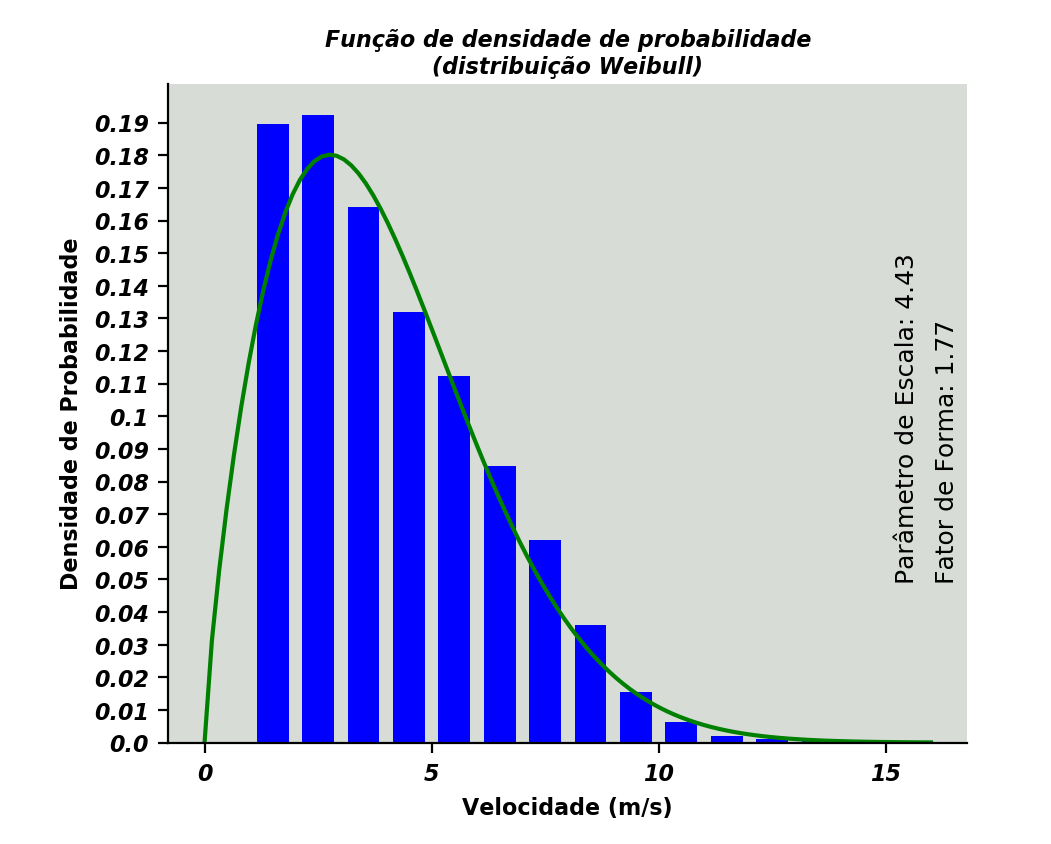 Função de densidade de probabilidade
(distribuição Weibull)
Densidade de Probabilidade
0.19
0.18
0.17
0.16
0.15
0.14
0.13
0.12
0.11
0.1
0.09
0.08
0.07
0.06
0.05
0.04
0.03
0.02
0.01
0.0
Parâmetro de Escala: 4.43
Fator de Forma: 1.77
0 5 10 15
Velocidade (m/s)